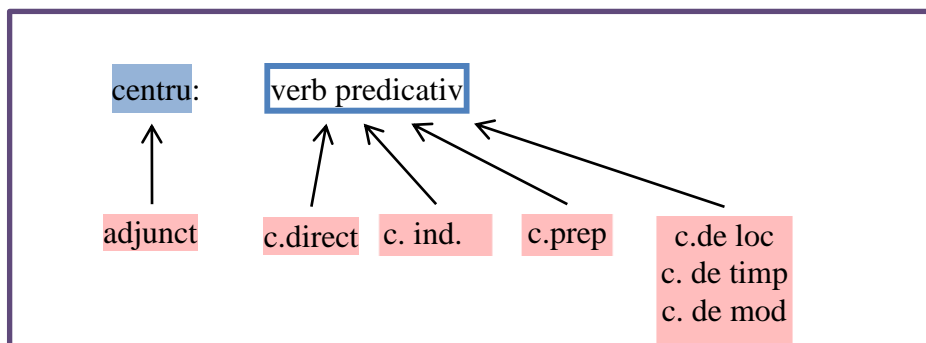 centru: verb predicativ
adjunct c.direct c. ind. c.prep c.de loc
c. de timp
c. de mod